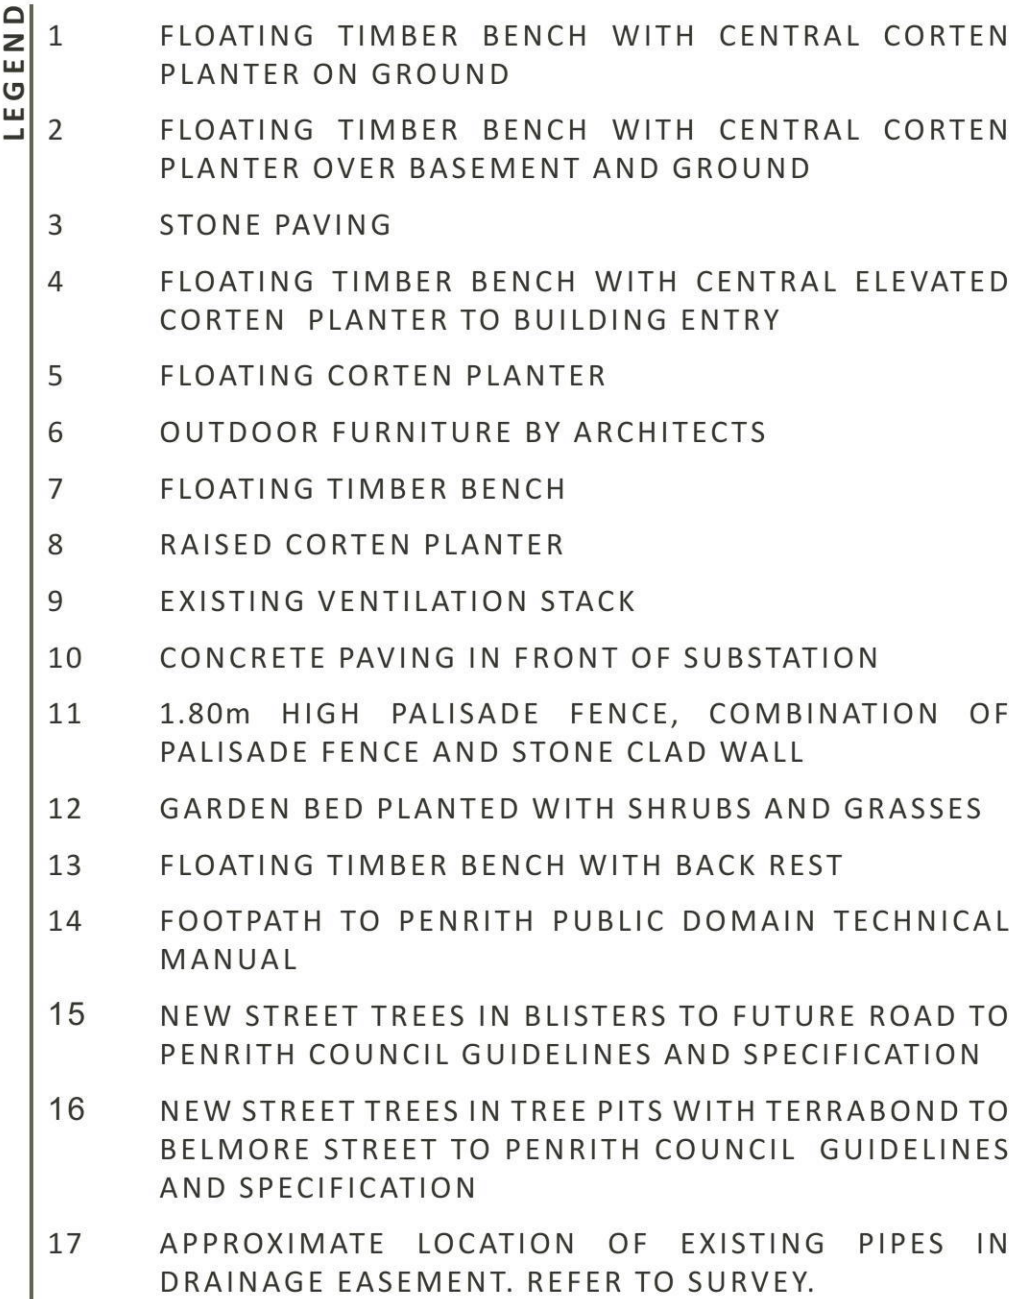 LEGEND
1 FLOATING TIMBER BENCH WITH CENTRAL CORTEN
PLANTER ON GROUND
2 FLOATING TIMBER BENCH WITH CENTRAL CORTEN
PLANTER OVER BASEMENT AND GROUND
3 STONE PAVING
4 FLOATING TIMBER BENCH WITH CENTRAL ELEVATED
CORTEN PLANTER TO BUILDING ENTRY
5 FLOATING CORTEN PLANTER
6 OUTDOOR FURNITURE BY ARCHITECTS
7 FLOATING TIMBER BENCH
8 RAISED CORTEN PLANTER
9 EXISTING VENTILATION STACK
10 CONCRETE PAVING IN FRONT OF SUBSTATION
11 1.80m HIGH PALISADE FENCE, COMBINATION OF
PALISADE FENCE AND STONE CLAD WALL
12 GARDEN BED PLANTED WITH SHRUBS AND GRASSES
13 FLOATING TIMBER BENCH WITH BACK REST
14 FOOTPATH TO PENRITH PUBLIC DOMAIN TECHNICAL
MANUAL
15 NEW STREET TREES IN BLISTERS TO FUTURE ROAD TO
PENRITH COUNCIL GUIDELINES AND SPECIFICATION
16 NEW STREET TREES IN TREE PITS WITH TERRABOND TO
BELMORE STREET TO PENRITH COUNCIL GUIDELINES
AND SPECIFICATION
17 APPROXIMATE LOCATION OF EXISTING PIPES IN
DRAINAGE EASEMENT. REFER TO SURVEY.